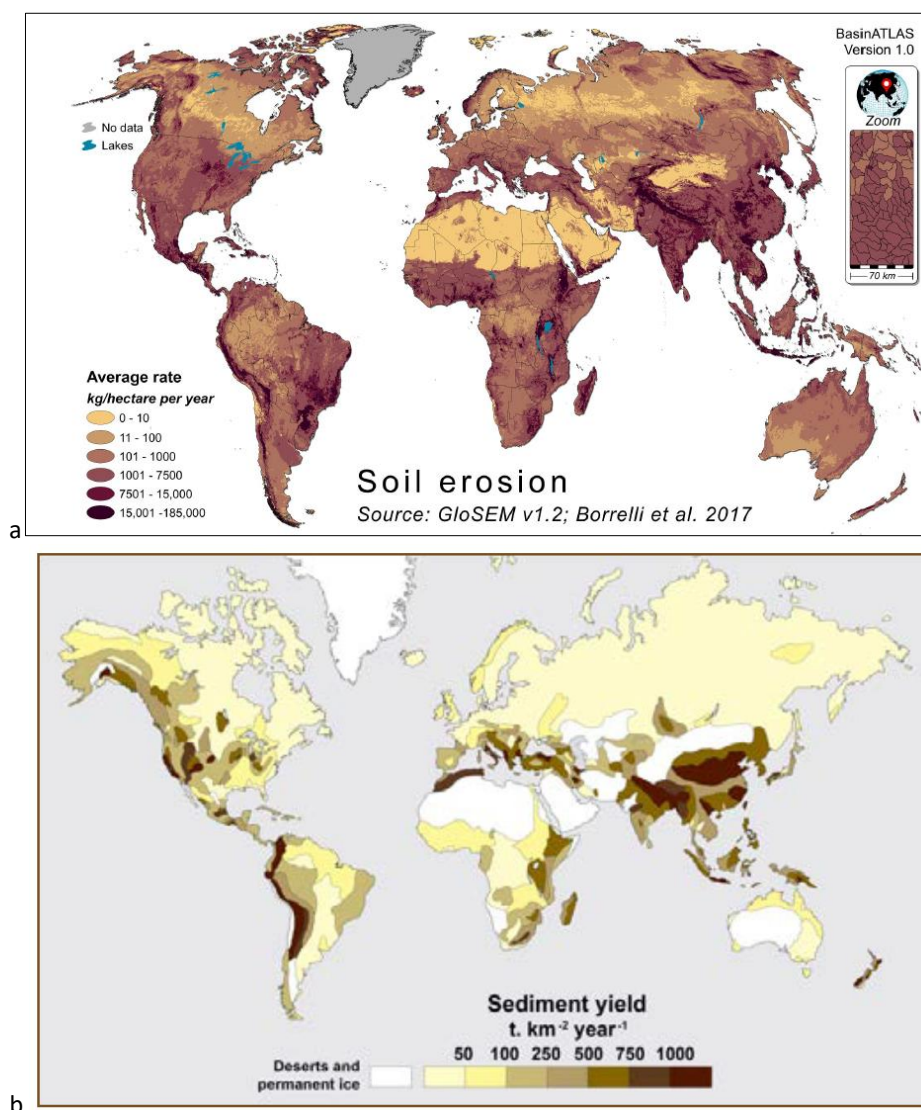 a
BasinATLAS
Version 1.0
Zoom
70 km
No data
Lakes
Average rate
kg/hectare per year
0 - 10
11 - 100
101 - 1000
1001 - 7500
7501 - 15,000
15,001 -185,000
Soil erosion
Source: GloSEM v1.2; Borrelli et al. 2017
b
Sediment yield
t. km-2 year-1
50 100 250 500 750 1000
Deserts and
permanent ice